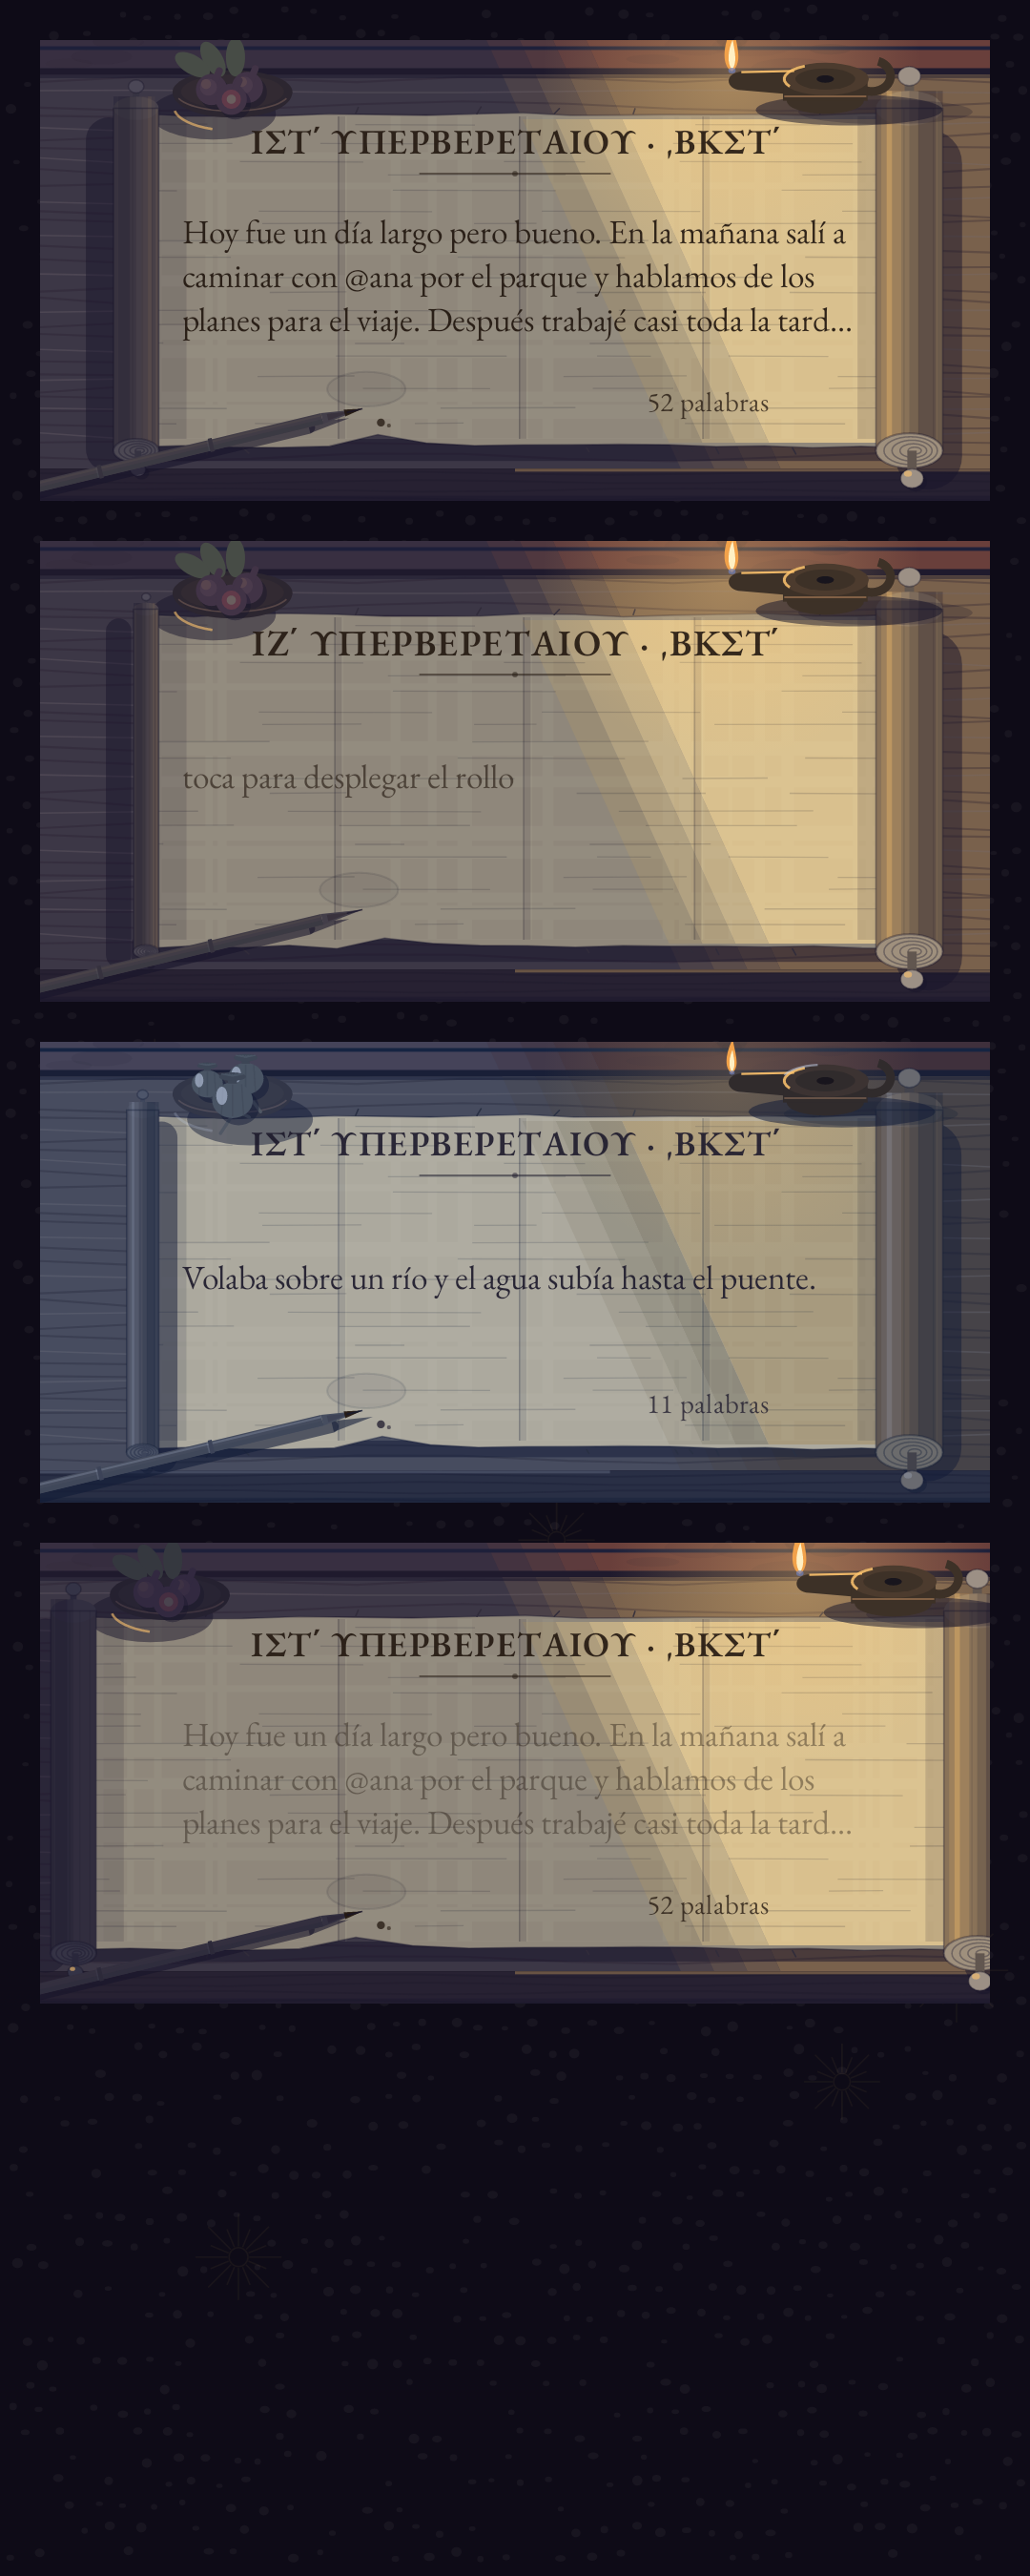 ΙΣΤʹ ΥΠΕΡΒΕΡΕΤΑΙΟΥ · ͵ΒΚΣΤʹ
Hoy fue un día largo pero bueno. En la mañana salí a
caminar con @ana por el parque y hablamos de los
planes para el viaje. Después trabajé casi toda la tard…
52 palabras
ΙΖʹ ΥΠΕΡΒΕΡΕΤΑΙΟΥ · ͵ΒΚΣΤʹ
toca para desplegar el rollo
ΙΣΤʹ ΥΠΕΡΒΕΡΕΤΑΙΟΥ · ͵ΒΚΣΤʹ
Volaba sobre un río y el agua subía hasta el puente.
11 palabras
ΙΣΤʹ ΥΠΕΡΒΕΡΕΤΑΙΟΥ · ͵ΒΚΣΤʹ
Hoy fue un día largo pero bueno. En la mañana salí a
caminar con @ana por el parque y hablamos de los
planes para el viaje. Después trabajé casi toda la tard…
52 palabras